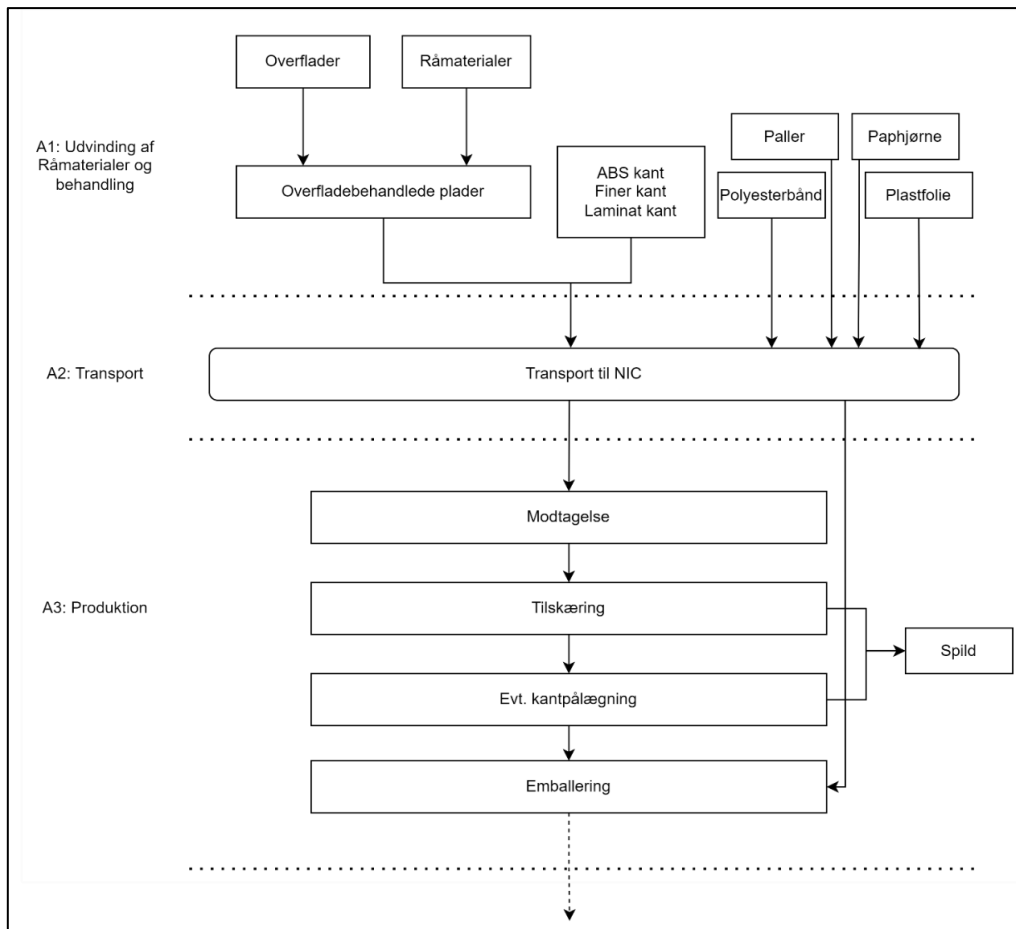 Overflader
Råmaterialer
A1: Udvinding af
Råmaterialer og
behandling
Overfladebehandlede plader
ABS kant
Finer kant
Laminat kant
Paller
Paphjørne
Polyesterbånd
Plastfolie
A2: Transport
Transport til NIC
Modtagelse
A3: Produktion
Tilskæring
Spild
Evt. kantpålægning
Emballering